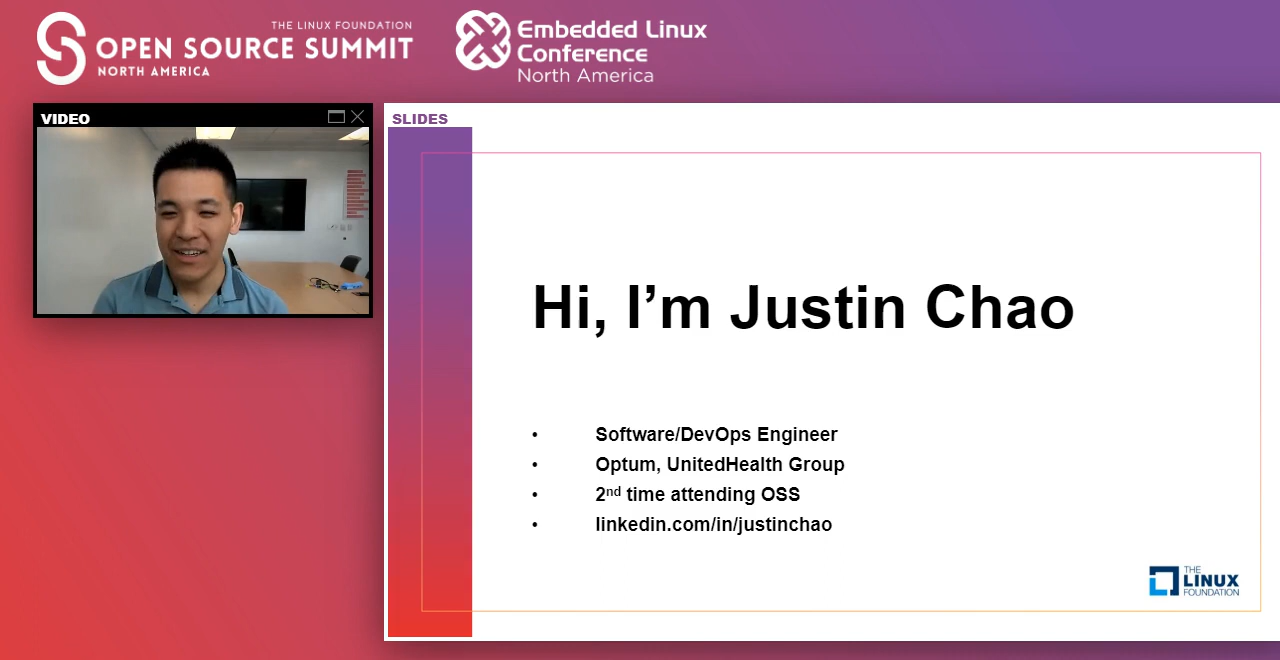 THE LINUX FOUNDATION
OPEN SOURCE SUMMIT
NORTH AMERICA
Embedded Linux
Conference
North America
VIDEO
SLIDES
Hi, I’m Justin Chao
• Software/DevOps Engineer
• Optum, UnitedHealth Group
• 2nd time attending OSS
• linkedin.com/in/justinchao
THE
LINUX
FOUNDATION